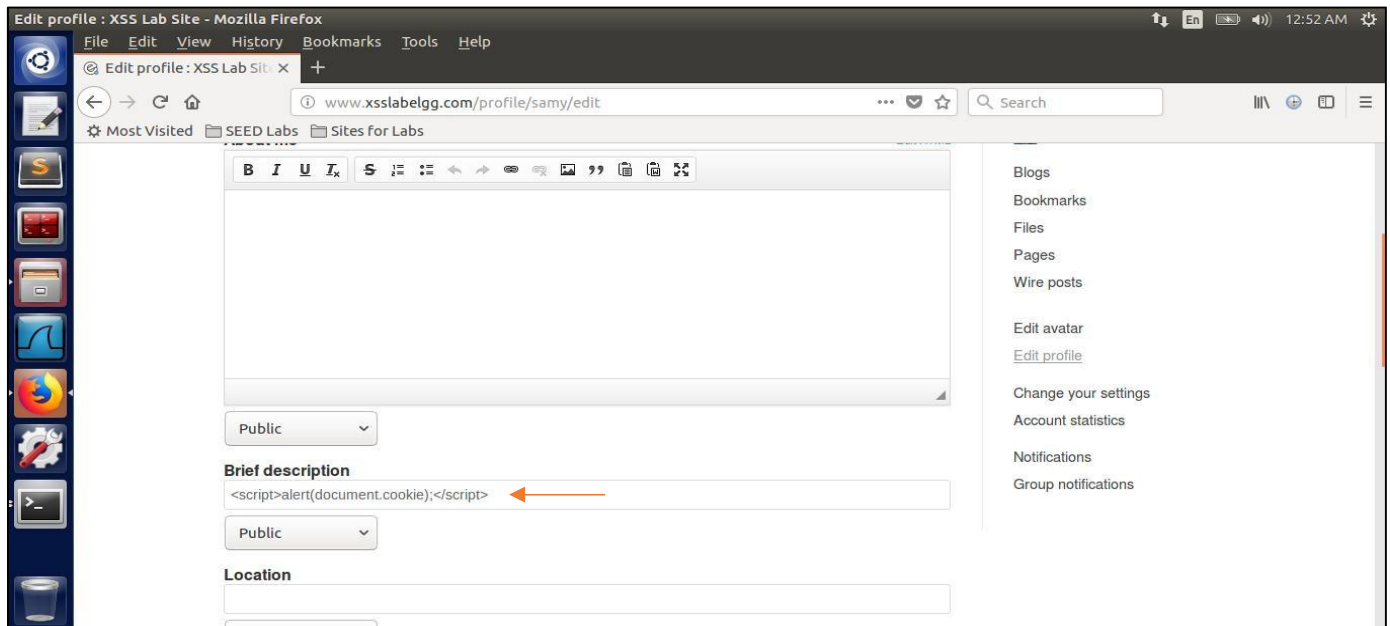 Edit profile : XSS Lab Site - Mozilla Firefox
En
12:52 AM
File Edit View History Bookmarks Tools Help
Edit profile : XSS Lab Sit
www.xsslabelgg.com/profile/samy/edit
Search
Most Visited SEED Labs Sites for Labs
B I U Ix S
Public
Brief description
<script>alert(document.cookie);</script>
Public
Location
Blogs
Bookmarks
Files
Pages
Wire posts
Edit avatar
Edit profile
Change your settings
Account statistics
Notifications
Group notifications